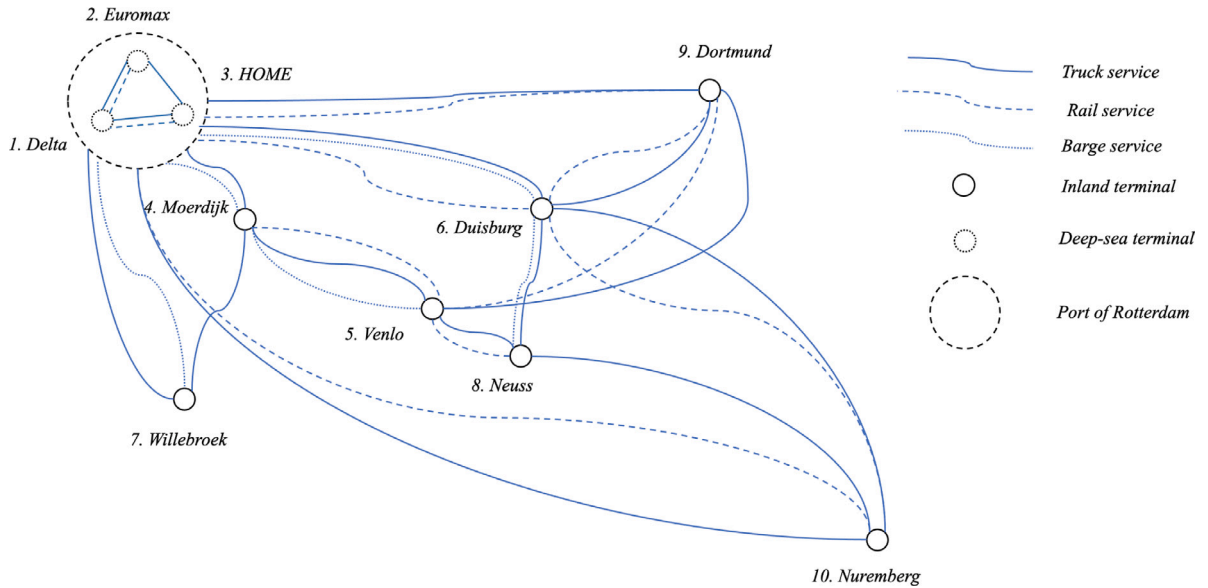 2. Euromax
3. HOME
1. Delta
4. Moerdijk
5. Venlo
6. Duisburg
7. Willebroek
8. Neuss
9. Dortmund
10. Nuremberg
Truck service
Rail service
Barge service
Inland terminal
Deep-sea terminal
Port of Rotterdam